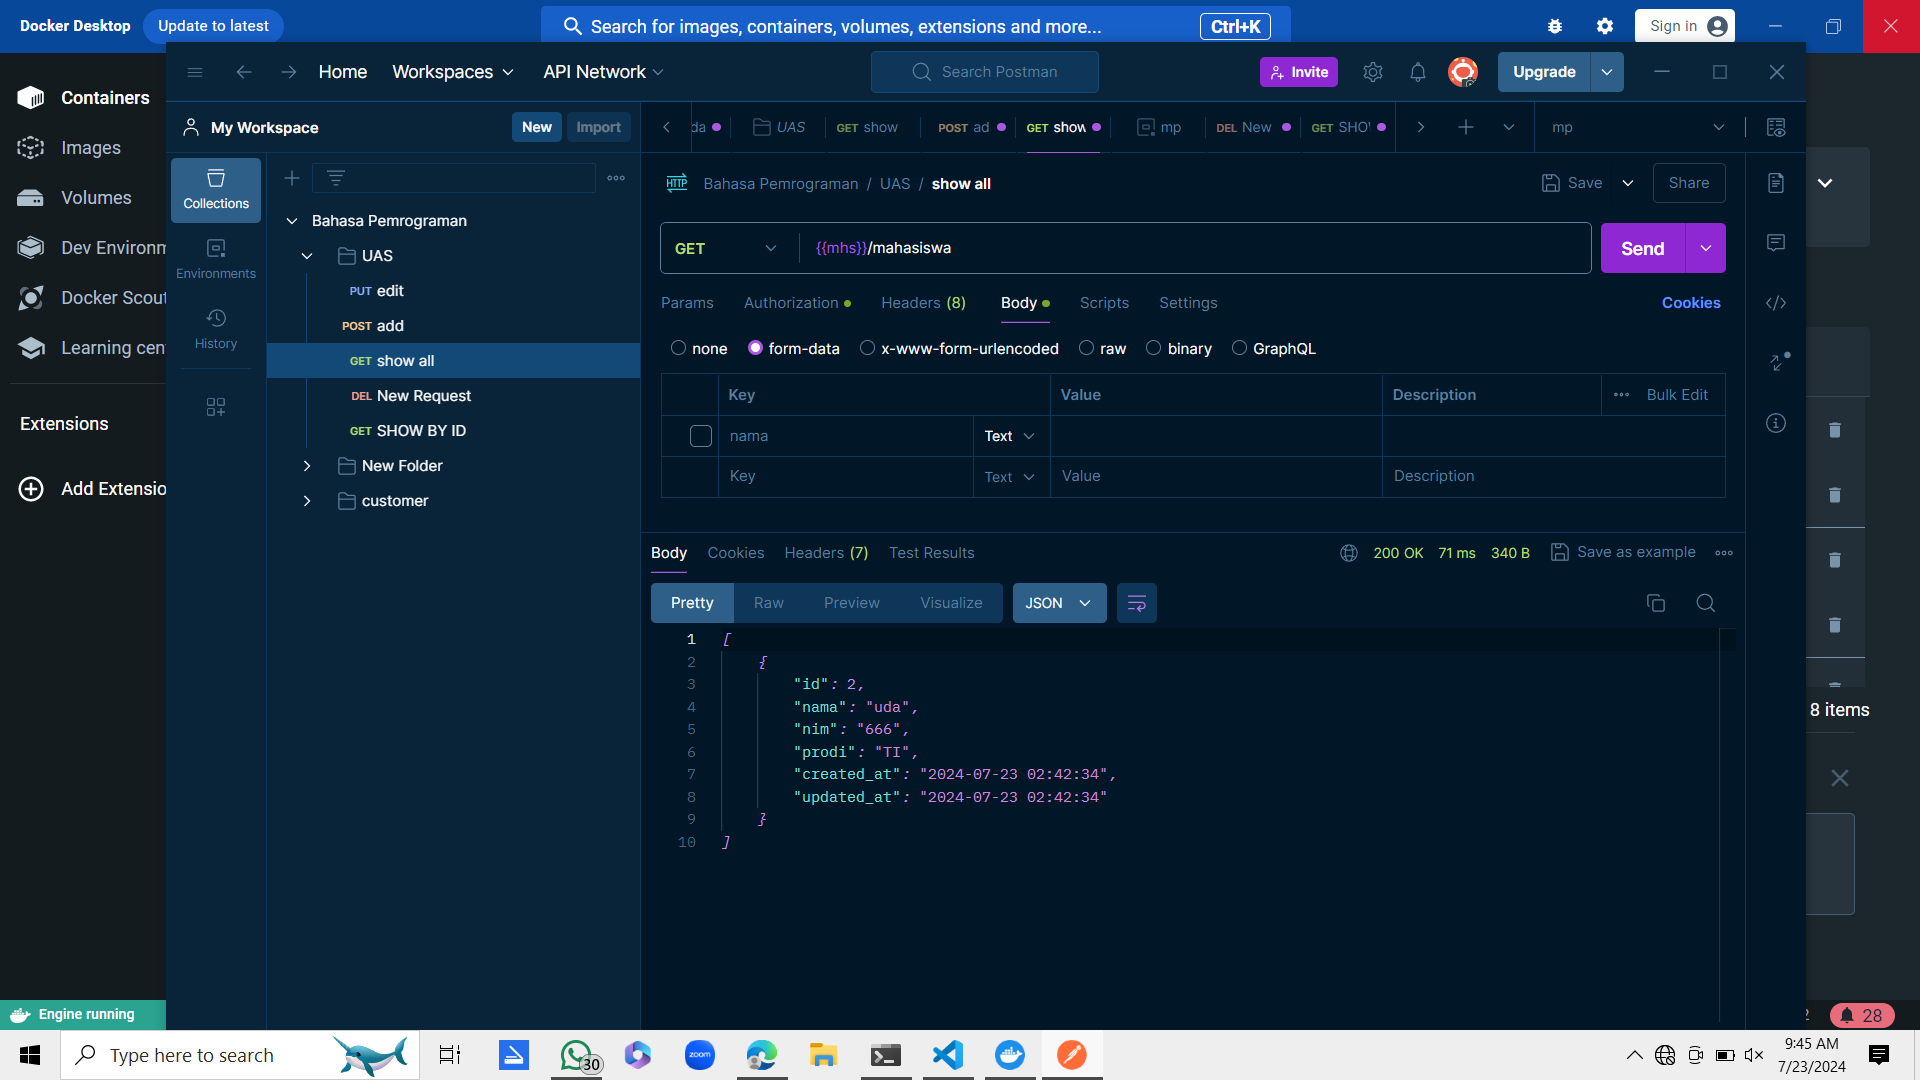 Docker Desktop
Update to latest
Search for images, containers, volumes, extensions and more...
Ctrl+K
Sign in
Home
Workspaces
API Network
Search Postman
Invite
Upgrade
Containers
Images
Volumes
Dev Environm
Docker Scout
Learning cen
Extensions
Add Extensio
My Workspace
New
Import
da
UAS
GET show
POST ad
GET show
mp
DEL New
GET SHO
mp
Collections
Environments
History
Bahasa Pemrograman
UAS
PUT edit
POST add
GET show all
DEL New Request
GET SHOW BY ID
New Folder
customer
HTTP
Bahasa Pemrograman / UAS / show all
Save
Share
GET
{{mhs}}/mahasiswa
Send
Params
Authorization
Headers (8)
Body
Scripts
Settings
Cookies
none
form-data
x-www-form-urlencoded
raw
binary
GraphQL
Key
Value
Description
Bulk Edit
nama
Text
Key
Text
Value
Description
Body
Cookies
Headers (7)
Test Results
200 OK
71 ms
340 B
Save as example
Pretty
Raw
Preview
Visualize
JSON
1 [
2 {
3 "id": 2,
4 "nama": "uda",
5 "nim": "666",
6 "prodi": "TI",
7 "created_at": "2024-07-23 02:42:34",
8 "updated_at": "2024-07-23 02:42:34"
9 }
10 ]
8 items
Engine running
2
28
Type here to search
30
zoom
9:45 AM
7/23/2024